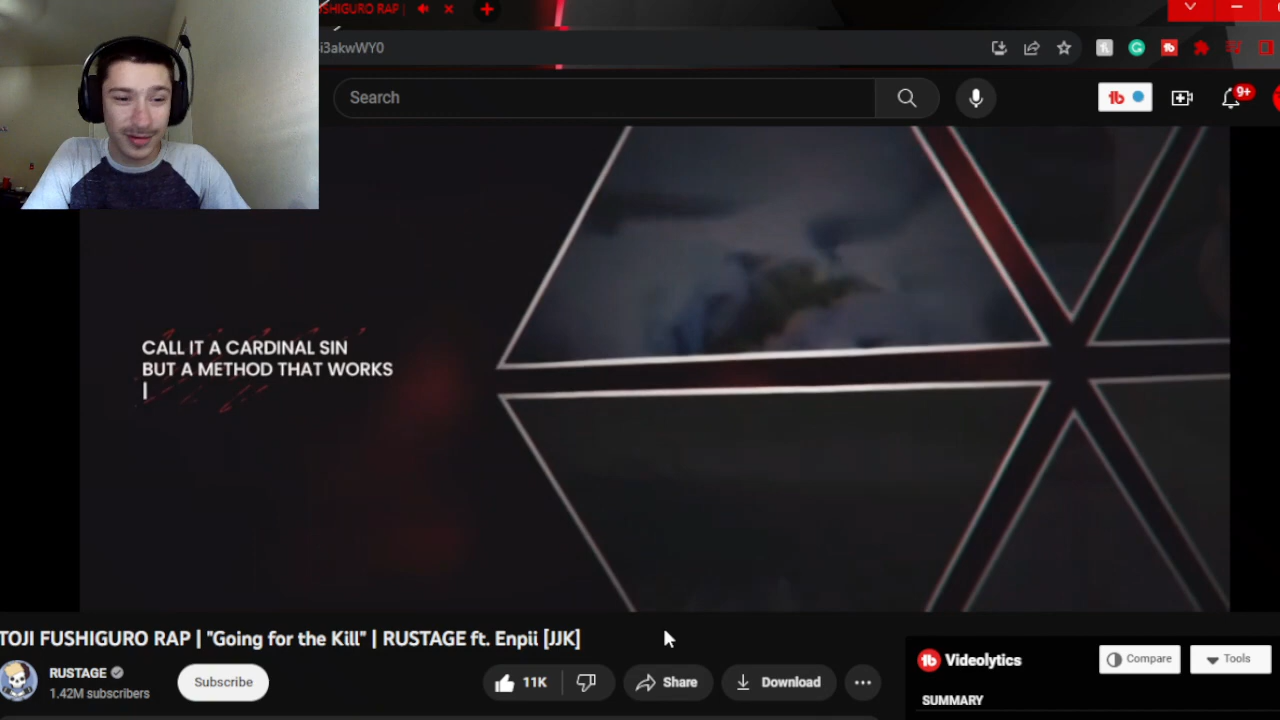 SHIGURO RAP |
i3akwWY0
Search
9+
CALL IT A CARDINAL SIN
BUT A METHOD THAT WORKS
TOJI FUSHIGURO RAP | "Going for the Kill" | RUSTAGE ft. Enpii [JJK]
RUSTAGE
1.42M subscribers
Subscribe
11K
Share
Download
Videolytics
Compare
Tools
SUMMARY